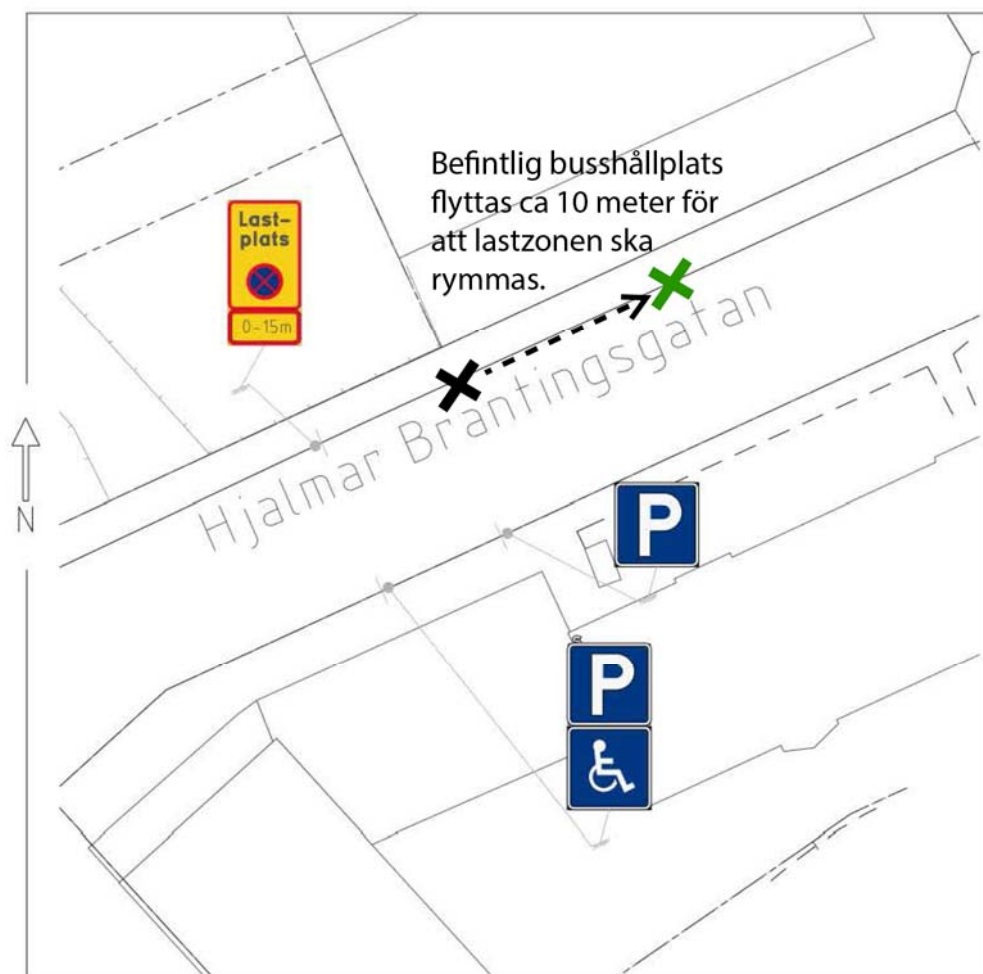 Befintlig busshållplats
flyttas ca 10 meter för
att lastzonen ska
rymmas.
Last-
plats
0-15m
Hjalmar Brantingsgatan
N
P
P